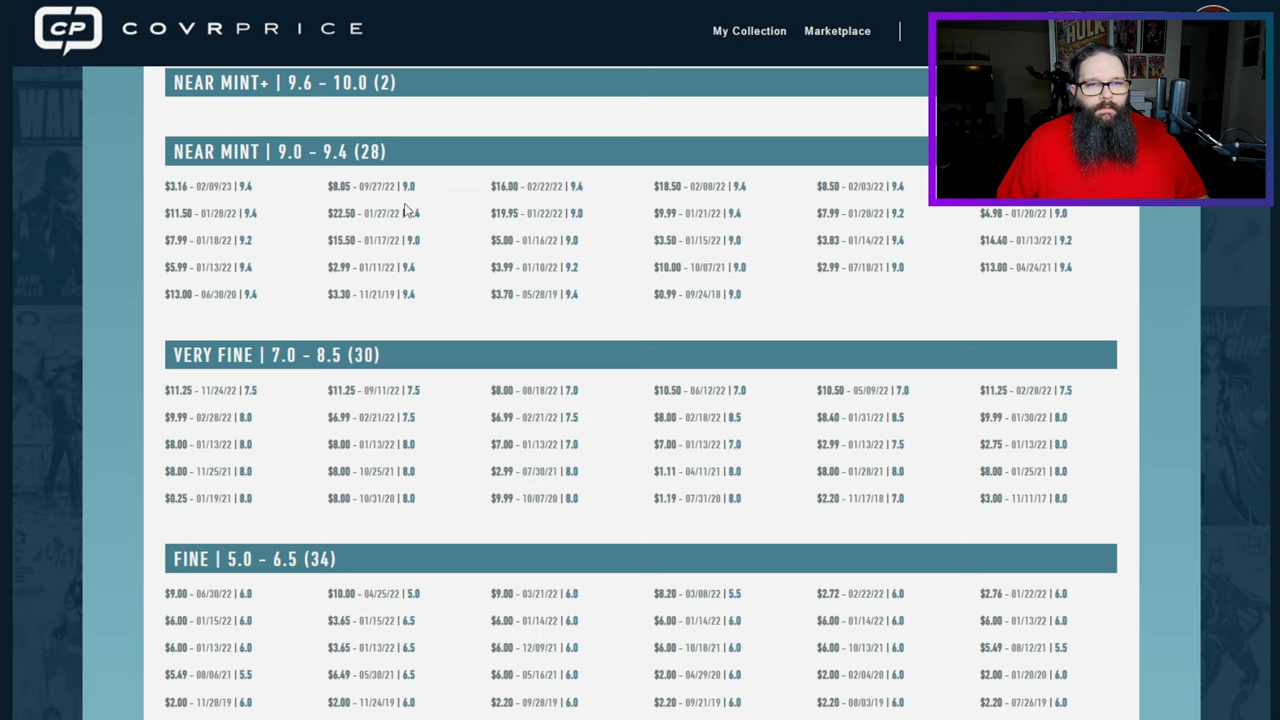 CP COVRPRICE
My Collection Marketplace
HULK
NEAR MINT+ | 9.6 - 10.0 (2)
NEAR MINT | 9.0 - 9.4 (28)
$3.16 - 02/09/23 | 9.4 $8.05 - 09/27/22 | 9.0 $16.00 - 02/22/22 | 9.4 $18.50 - 02/08/22 | 9.4 $8.50 - 02/03/22 | 9.4
$11.50 - 01/28/22 | 9.4 $22.50 - 01/27/22 $19.95 - 01/22/22 | 9.0 $9.99 - 01/21/22 | 9.4 $7.99 - 01/20/22 | 9.2 $4.98 - 01/20/22 | 9.0
$7.99 - 01/18/22 | 9.2 $15.50 - 01/17/22 | 9.0 $5.00 - 01/16/22 | 9.0 $3.50 - 01/15/22 | 9.0 $3.83 - 01/14/22 | 9.4 $14.40 - 01/13/22 | 9.2
$5.99 - 01/13/22 | 9.4 $2.99 - 01/11/22 | 9.4 $3.99 - 01/10/22 | 9.2 $10.00 - 10/07/21 | 9.0 $2.99 - 07/18/21 | 9.0 $13.00 - 04/24/21 | 9.4
$13.00 - 06/30/20 | 9.4 $3.30 - 11/21/19 | 9.4 $3.70 - 05/28/19 | 9.4 $0.99 - 09/24/18 | 9.0
VERY FINE | 7.0 - 8.5 (30)
$11.25 - 11/24/22 | 7.5 $11.25 - 09/11/22 | 7.5 $8.00 - 08/18/22 | 7.0 $10.50 - 06/12/22 | 7.0 $10.50 - 05/09/22 | 7.0 $11.25 - 02/28/22 | 7.5
$9.99 - 02/28/22 | 8.0 $6.99 - 02/21/22 | 7.5 $6.99 - 02/21/22 | 7.5 $8.00 - 02/18/22 | 8.5 $8.40 - 01/31/22 | 8.5 $9.99 - 01/30/22 | 8.0
$8.00 - 01/13/22 | 8.0 $8.00 - 01/13/22 | 8.0 $7.00 - 01/13/22 | 7.0 $7.00 - 01/13/22 | 7.0 $2.99 - 01/13/22 | 7.5 $2.75 - 01/13/22 | 8.0
$8.00 - 11/25/21 | 8.0 $8.00 - 10/25/21 | 8.0 $2.99 - 07/30/21 | 8.0 $1.11 - 04/11/21 | 8.0 $8.00 - 01/28/21 | 8.0 $8.00 - 01/25/21 | 8.0
$0.25 - 01/19/21 | 8.0 $8.00 - 10/31/20 | 8.0 $9.99 - 10/07/20 | 8.0 $1.19 - 07/31/20 | 8.0 $2.20 - 11/17/18 | 7.0 $3.00 - 11/11/17 | 8.0
FINE | 5.0 - 6.5 (34)
$9.00 - 06/30/22 | 6.0 $10.00 - 04/25/22 | 5.0 $9.00 - 03/21/22 | 6.0 $8.20 - 03/08/22 | 5.5 $2.72 - 02/22/22 | 6.0 $2.76 - 01/22/22 | 6.0
$6.00 - 01/15/22 | 6.0 $3.65 - 01/15/22 | 6.5 $6.00 - 01/14/22 | 6.0 $6.00 - 01/14/22 | 6.0 $6.00 - 01/14/22 | 6.0 $6.00 - 01/13/22 | 6.0
$6.00 - 01/13/22 | 6.0 $3.65 - 01/13/22 | 6.5 $6.00 - 12/09/21 | 6.0 $6.00 - 10/18/21 | 6.0 $6.00 - 10/13/21 | 6.0 $5.49 - 08/12/21 | 5.5
$5.49 - 08/06/21 | 5.5 $6.49 - 05/30/21 | 6.5 $6.00 - 05/16/21 | 6.0 $2.00 - 04/29/20 | 6.0 $2.00 - 02/04/20 | 6.0 $2.00 - 01/20/20 | 6.0
$2.00 - 11/28/19 | 6.0 $2.00 - 11/24/19 | 6.0 $2.20 - 09/28/19 | 6.0 $2.20 - 09/21/19 | 6.0 $2.20 - 08/03/19 | 6.0 $2.20 - 07/26/19 | 6.0